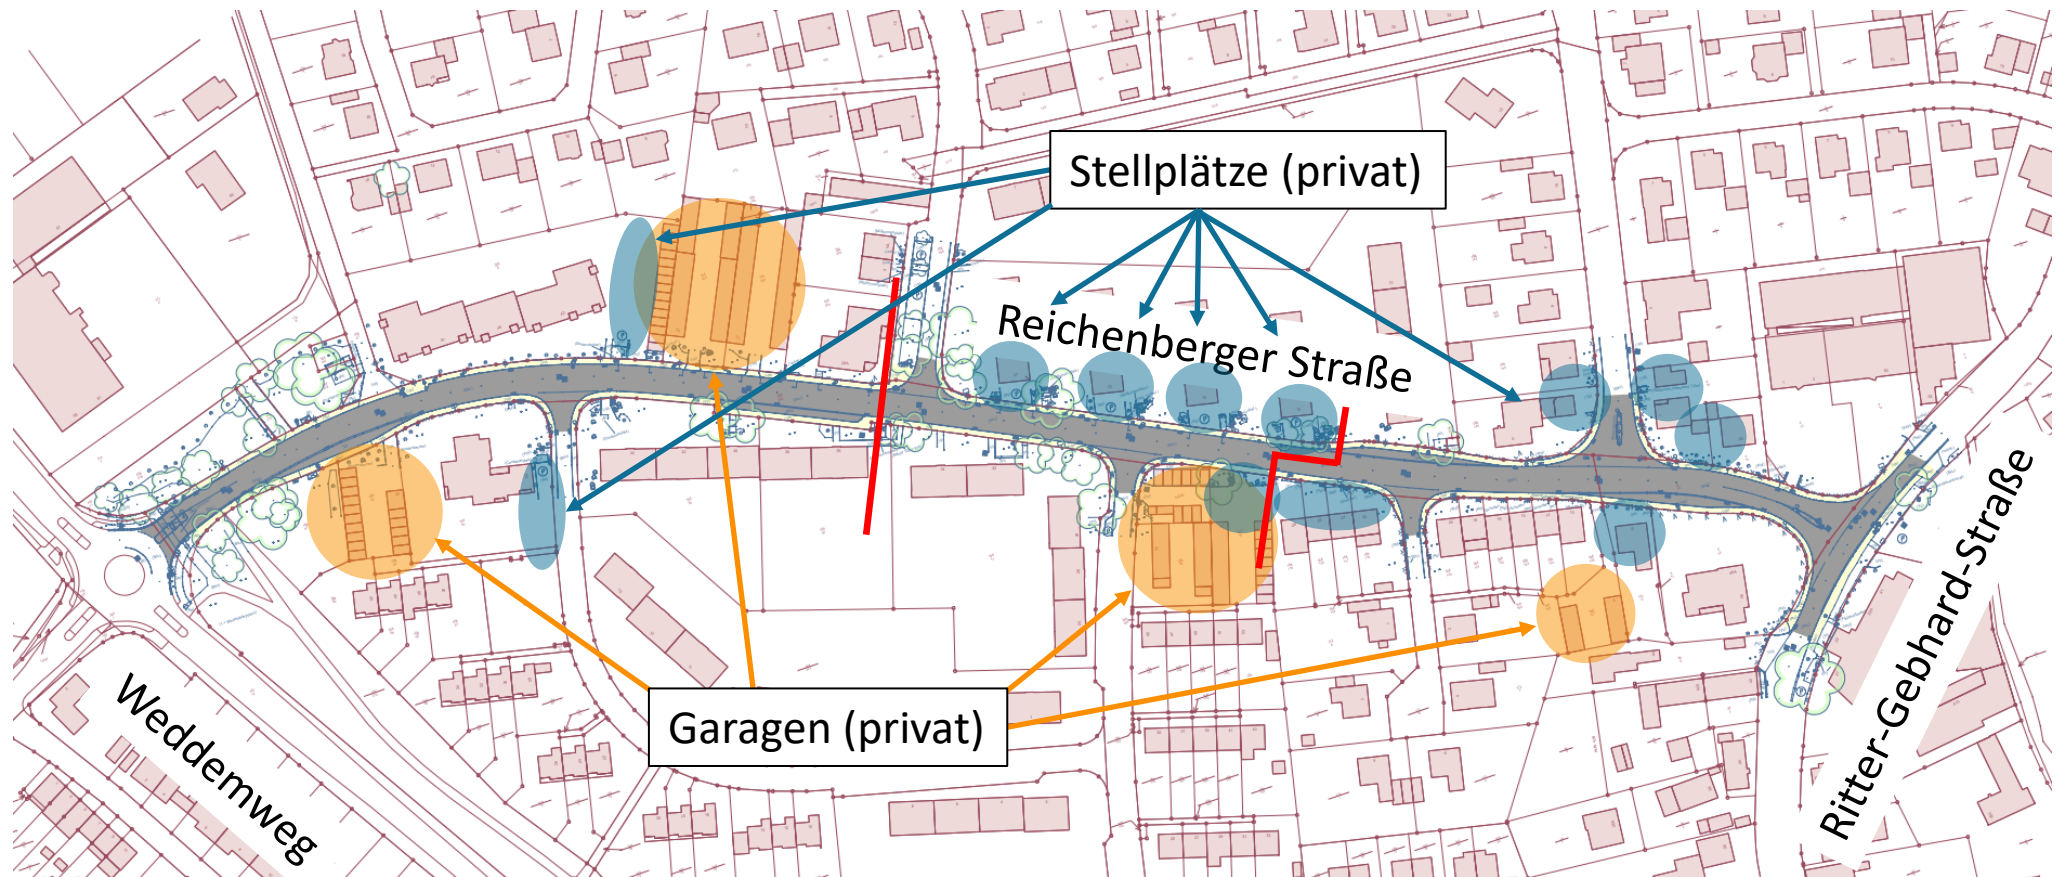 Stellplätze (privat)
Reichenberger Straße
Garagen (privat)
Weddemweg
Ritter-Gebhard-Straße